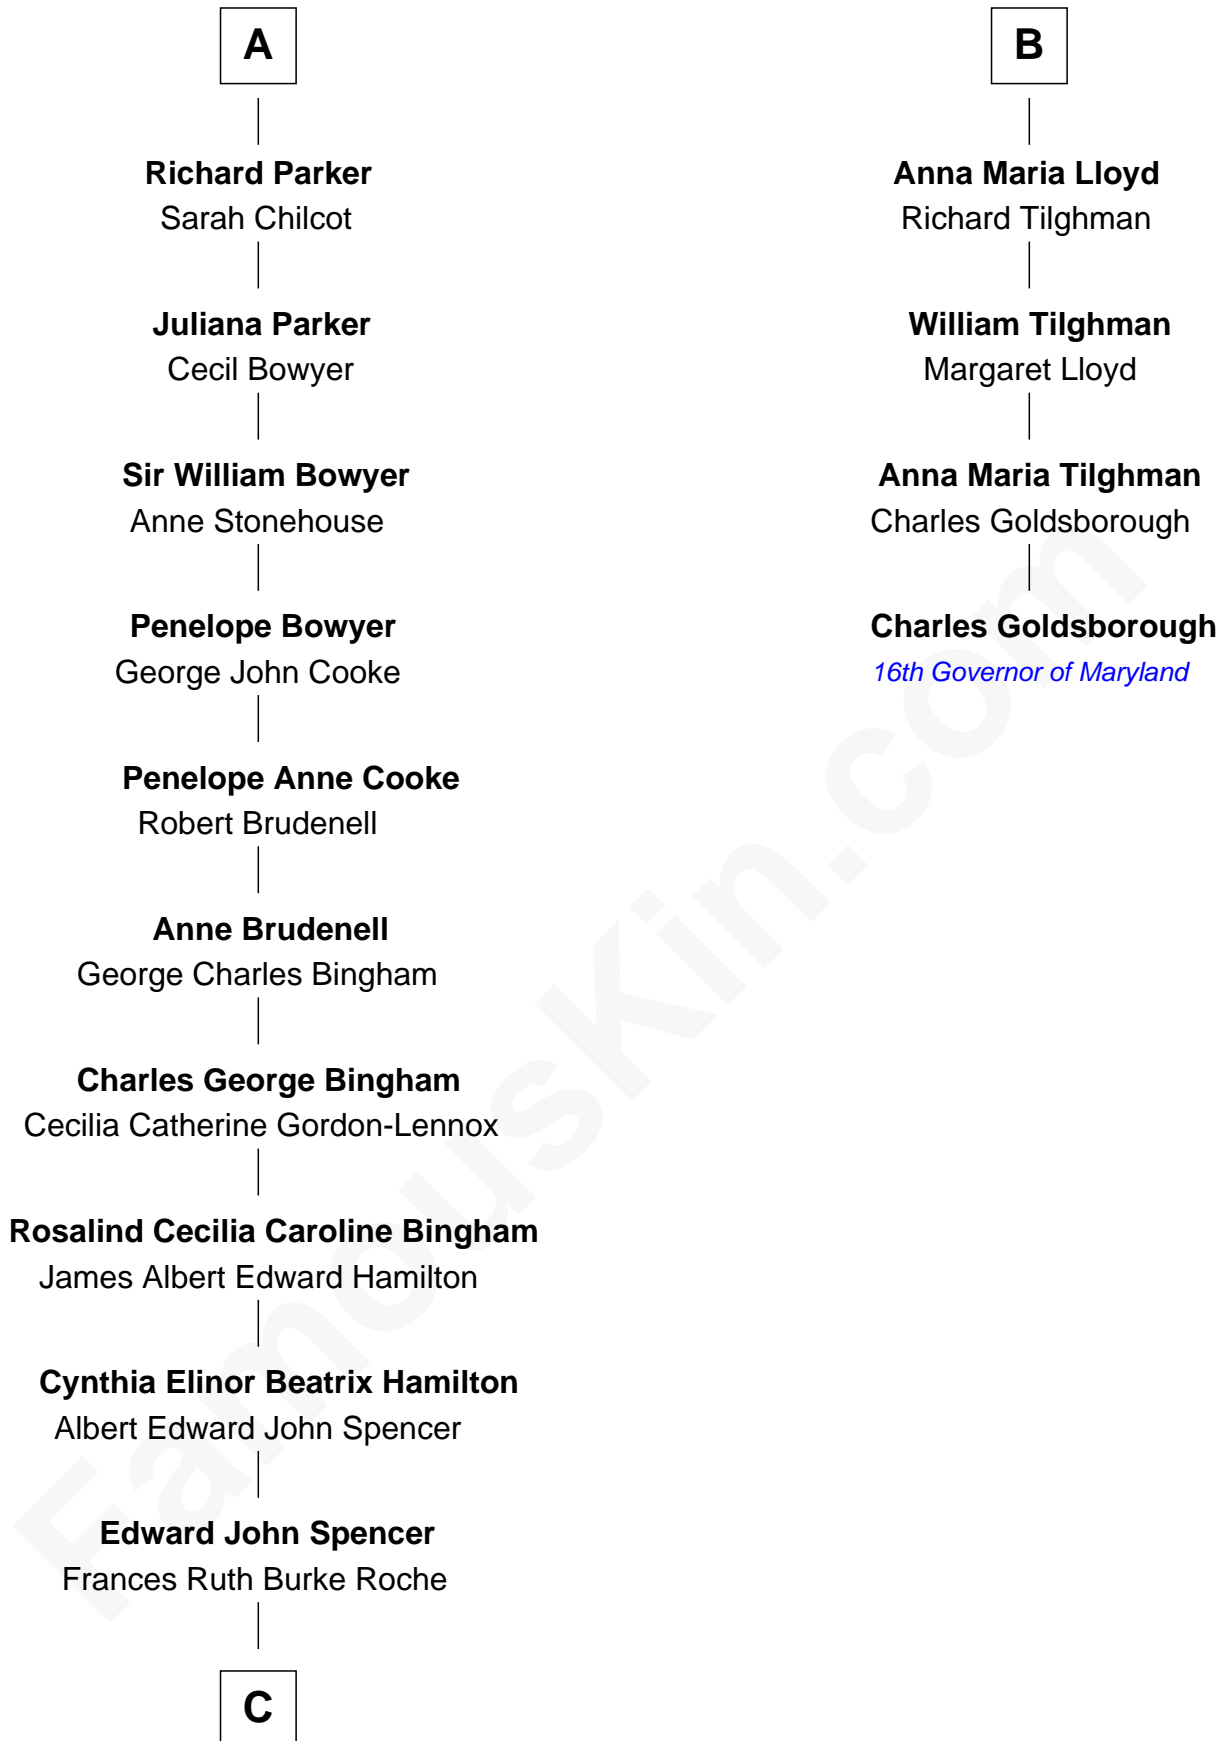 A
Richard Parker
Sarah Chilcot
Juliana Parker
Cecil Bowyer
Sir William Bowyer
Anne Stonehouse
Penelope Bowyer
George John Cooke
Penelope Anne Cooke
Robert Brudenell
Anne Brudenell
George Charles Bingham
Charles George Bingham
Cecilia Catherine Gordon-Lennox
Rosalind Cecilia Caroline Bingham
James Albert Edward Hamilton
Cynthia Elinor Beatrix Hamilton
Albert Edward John Spencer
Edward John Spencer
Frances Ruth Burke Roche
C
B
Anna Maria Lloyd
Richard Tilghman
William Tilghman
Margaret Lloyd
Anna Maria Tilghman
Charles Goldsborough
Charles Goldsborough
16th Governor of Maryland
FamousKin.com